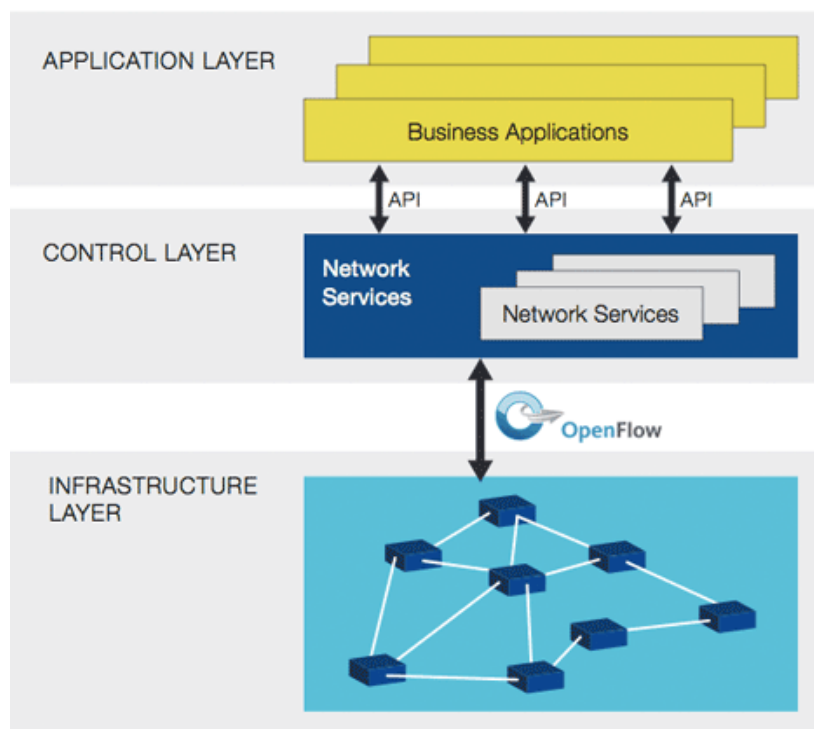 APPLICATION LAYER
Business Applications
API
API
API
CONTROL LAYER
Network
Services
Network Services
OpenFlow
INFRASTRUCTURE
LAYER